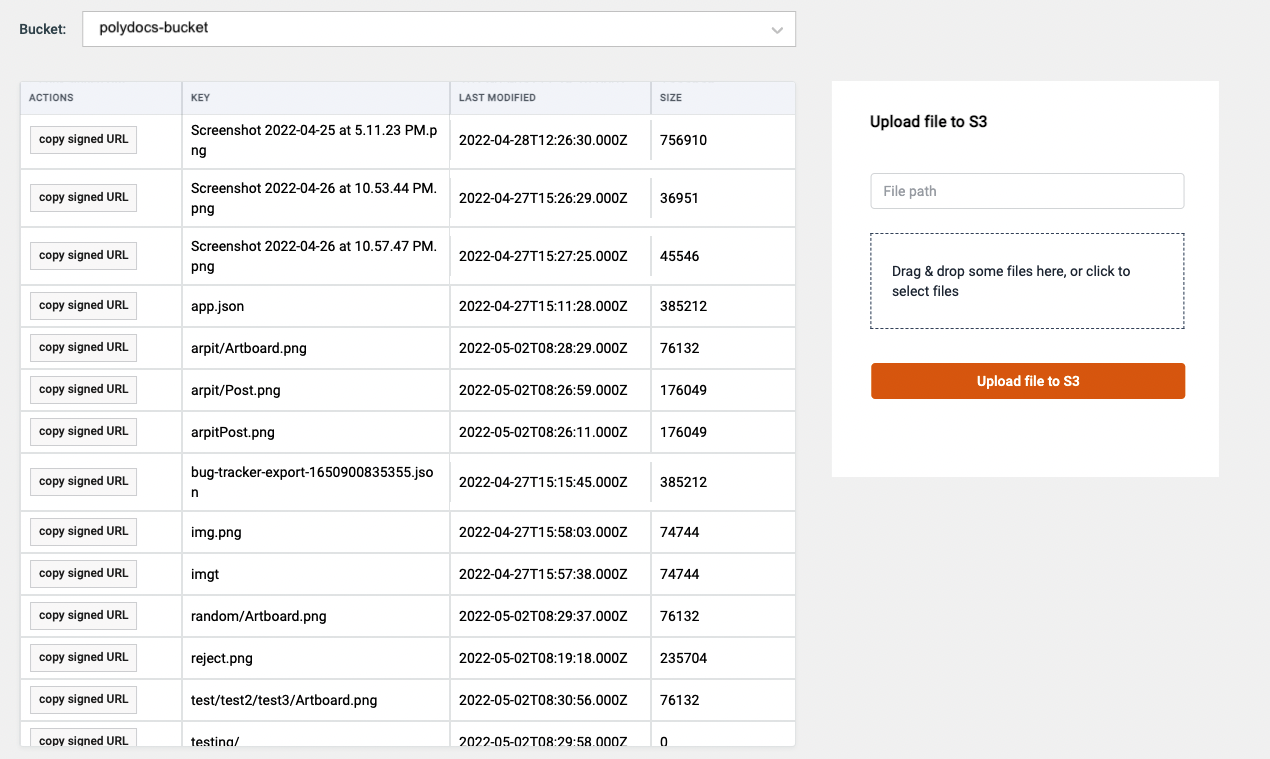 Bucket: polydocs-bucket
ACTIONS KEY LAST MODIFIED SIZE
copy signed URL Screenshot 2022-04-25 at 5.11.23 PM.p
ng 2022-04-28T12:26:30.000Z 756910
copy signed URL Screenshot 2022-04-26 at 10.53.44 PM.
png 2022-04-27T15:26:29.000Z 36951
copy signed URL Screenshot 2022-04-26 at 10.57.47 PM.
png 2022-04-27T15:27:25.000Z 45546
copy signed URL app.json 2022-04-27T15:11:28.000Z 385212
copy signed URL arpit/Artboard.png 2022-05-02T08:28:29.000Z 76132
copy signed URL arpit/Post.png 2022-05-02T08:26:59.000Z 176049
copy signed URL arpitPost.png 2022-05-02T08:26:11.000Z 176049
copy signed URL bug-tracker-export-1650900835355.jso
n 2022-04-27T15:15:45.000Z 385212
copy signed URL img.png 2022-04-27T15:58:03.000Z 74744
copy signed URL imgt 2022-04-27T15:57:38.000Z 74744
copy signed URL random/Artboard.png 2022-05-02T08:29:37.000Z 76132
copy signed URL reject.png 2022-05-02T08:19:18.000Z 235704
copy signed URL test/test2/test3/Artboard.png 2022-05-02T08:30:56.000Z 76132
copy signed URL testing/ 2022-05-02T08:29:58.000Z 0
Upload file to S3
File path
Drag & drop some files here, or click to
select files
Upload file to S3